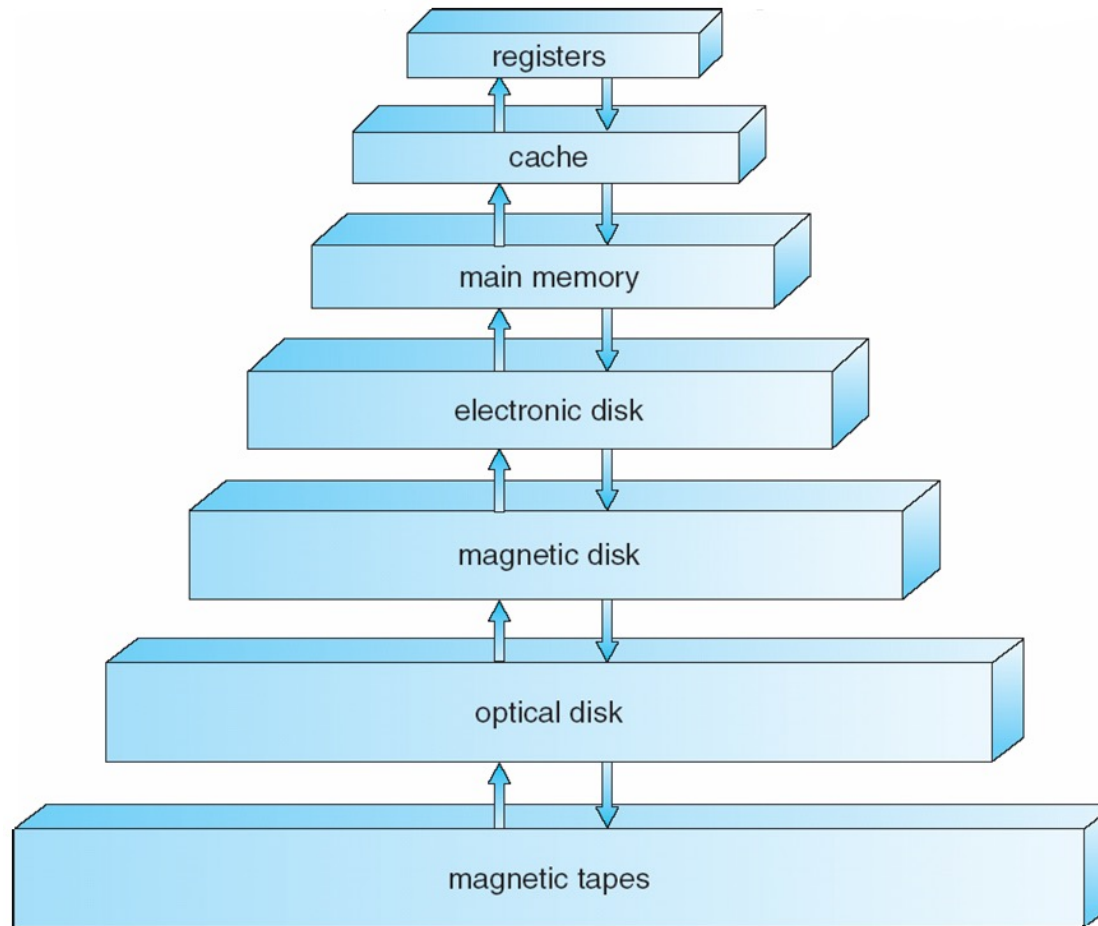 registers
cache
main memory
electronic disk
magnetic disk
optical disk
magnetic tapes